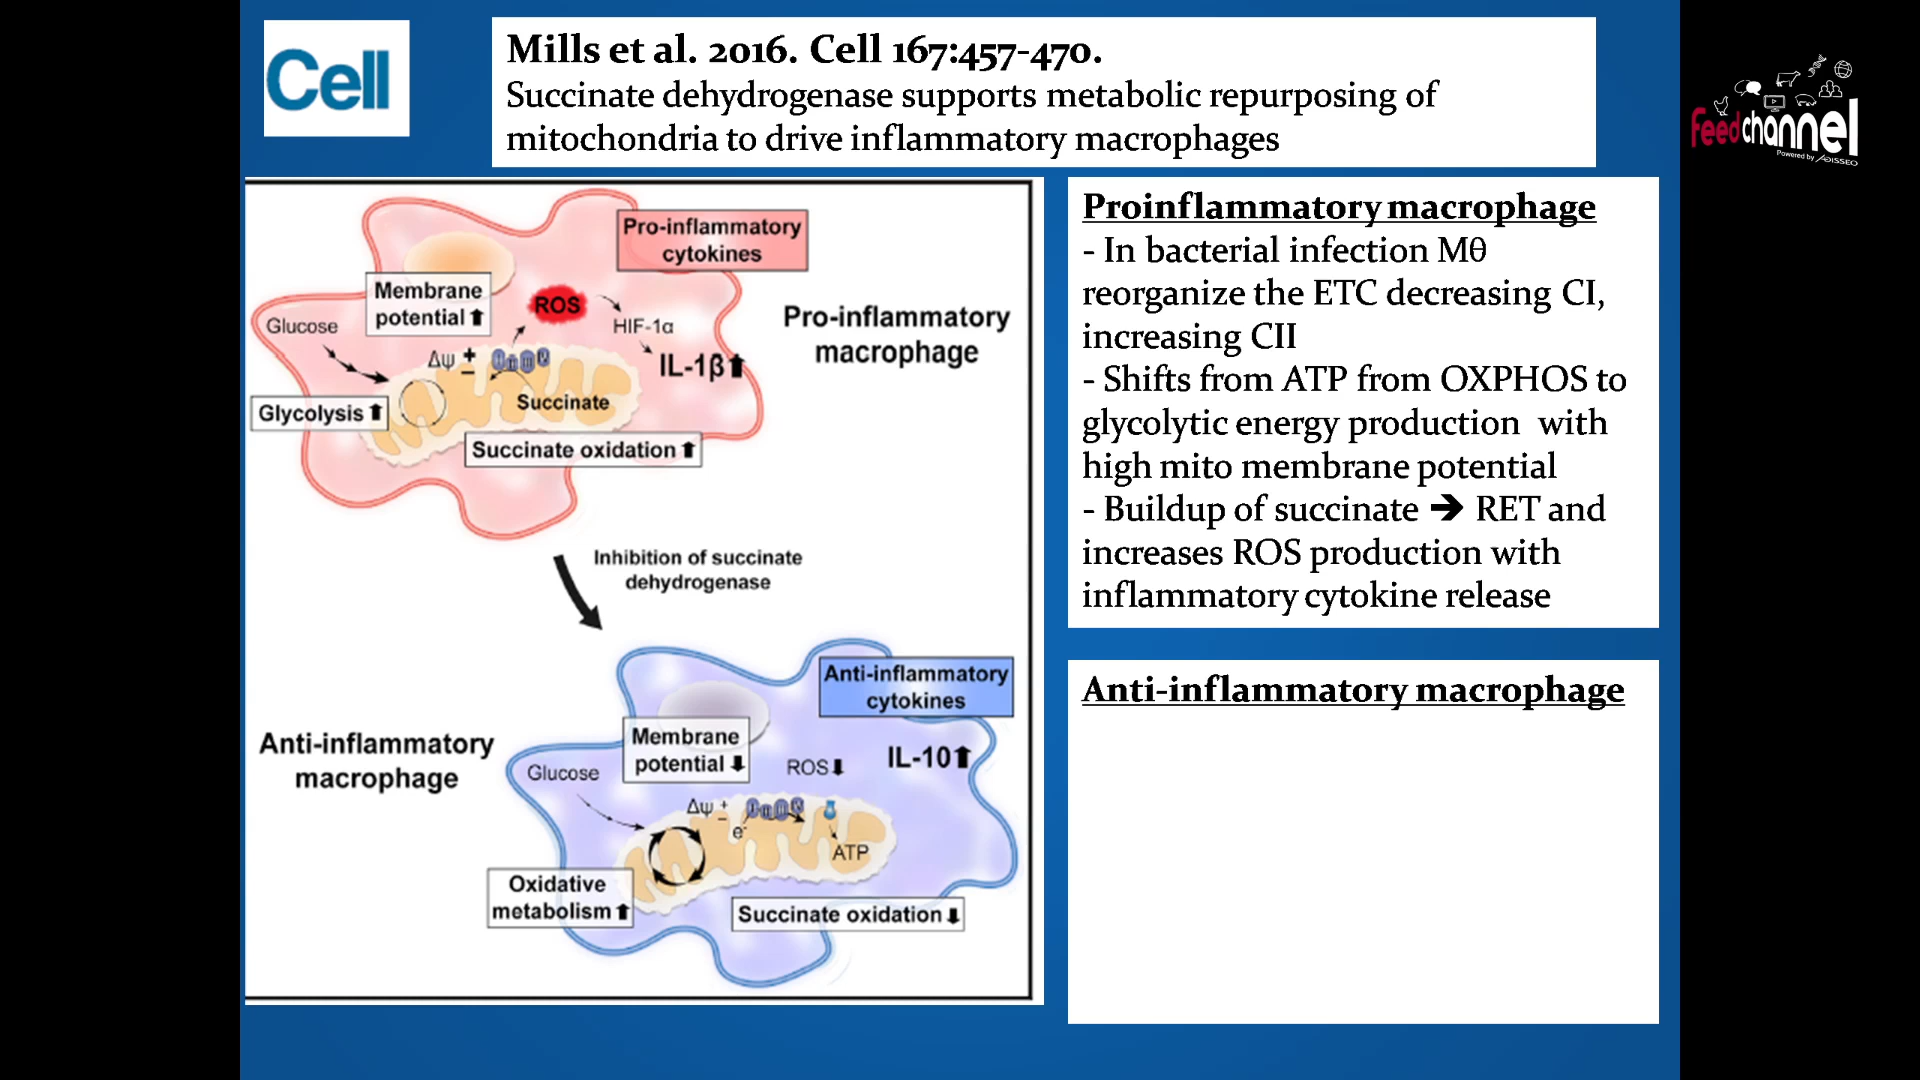 Cell
Mills et al. 2016. Cell 167:457-470.
Succinate dehydrogenase supports metabolic repurposing of
mitochondria to drive inflammatory macrophages
feedchannel
Powered by ADISSEO
Pro-inflammatory
cytokines
Membrane
potential ⬆
ROS
Glucose
HIF-1α
Δψ + −
IL-1β⬆
Pro-inflammatory
macrophage
Glycolysis ⬆
Succinate
Succinate oxidation ⬆
Inhibition of succinate
dehydrogenase
Anti-inflammatory
cytokines
Membrane
potential ⬇
ROS⬇
IL-10⬆
Anti-inflammatory
macrophage
Glucose
Δψ + −
e-
ATP
Oxidative
metabolism ⬆
Succinate oxidation ⬇
Proinflammatory macrophage
- In bacterial infection Mθ
reorganize the ETC decreasing CI,
increasing CII
- Shifts from ATP from OXPHOS to
glycolytic energy production with
high mito membrane potential
- Buildup of succinate ➔ RET and
increases ROS production with
inflammatory cytokine release
Anti-inflammatory macrophage